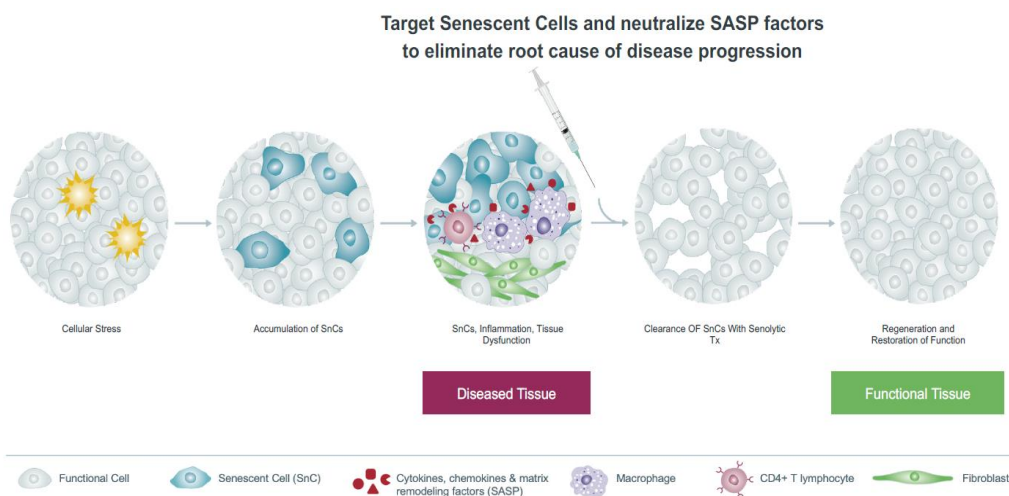 Target Senescent Cells and neutralize SASP factors
to eliminate root cause of disease progression
Cellular Stress
Accumulation of SnCs
SnCs, Inflammation, Tissue
Dysfunction
Clearance OF SnCs With Senolytic
Tx
Regeneration and
Restoration of Function
Diseased Tissue
Functional Tissue
Functional Cell
Senescent Cell (SnC)
Cytokines, chemokines & matrix
remodeling factors (SASP)
Macrophage
CD4+ T lymphocyte
Fibroblast